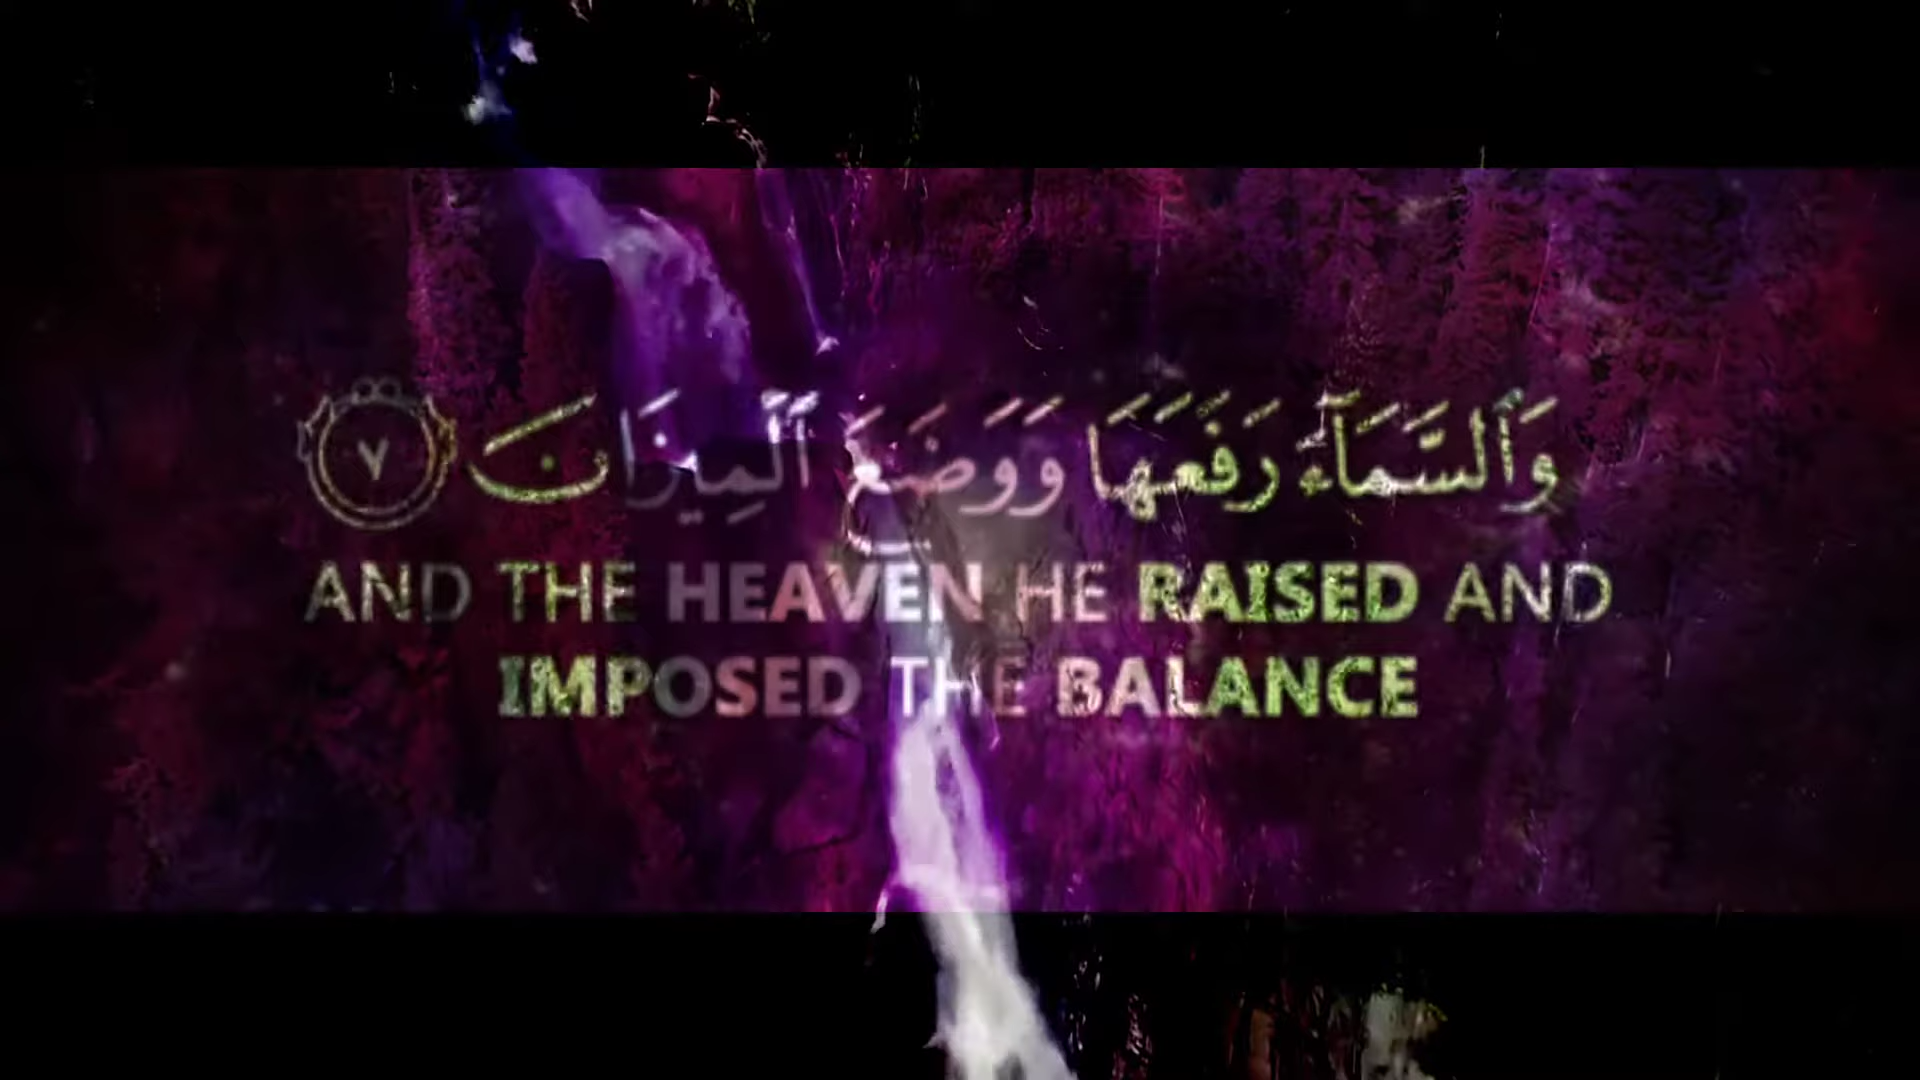 وَٱلسَّمَآءَ رَفَعَهَا وَوَضَعَ ٱلْمِيزَانَ ٧
AND THE HEAVEN HE RAISED AND
IMPOSED THE BALANCE